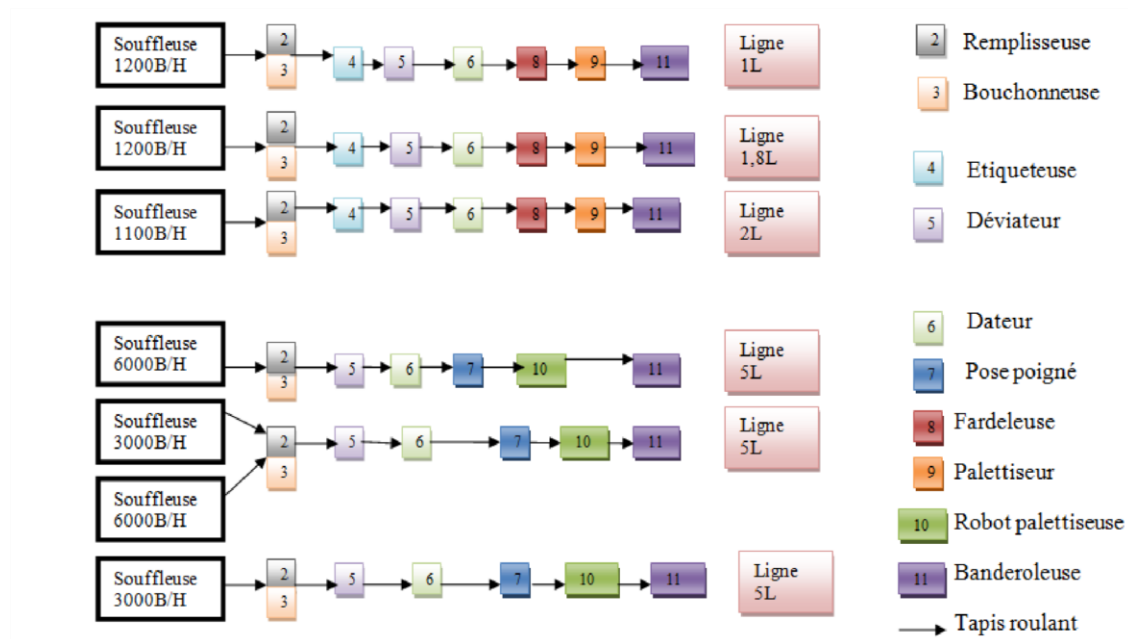 Souffleuse
1200B/H
2
3
4
5
6
8
9
11
Ligne
1L
Souffleuse
1200B/H
2
3
4
5
6
8
9
11
Ligne
1,8L
Souffleuse
1100B/H
2
3
4
5
6
8
9
11
Ligne
2L
Souffleuse
6000B/H
2
3
5
6
7
10
11
Ligne
5L
Souffleuse
3000B/H
Souffleuse
6000B/H
2
3
5
6
7
10
11
Ligne
5L
Souffleuse
3000B/H
2
3
5
6
7
10
11
Ligne
5L
2 Remplisseuse
3 Bouchonneuse
4 Etiqueteuse
5 Déviateur
6 Dateur
7 Pose poigné
8 Fardeleuse
9 Palettiseur
10 Robot palettiseuse
11 Banderoleuse
Tapis roulant